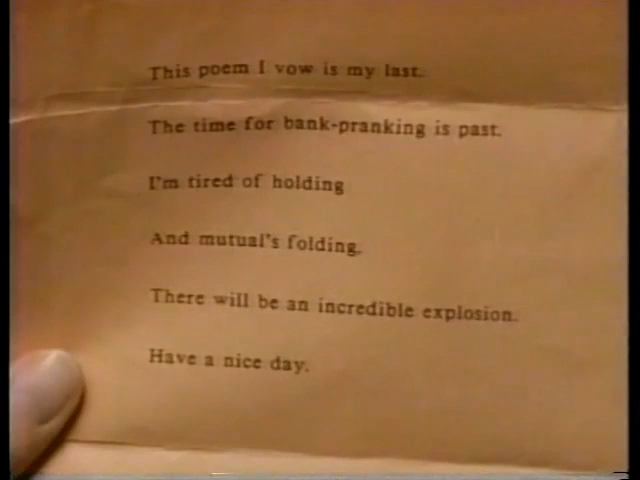 This poem I vow is my last.
The time for bank-pranking is past.
I'm tired of holding
And mutual's folding.
There will be an incredible explosion.
Have a nice day.